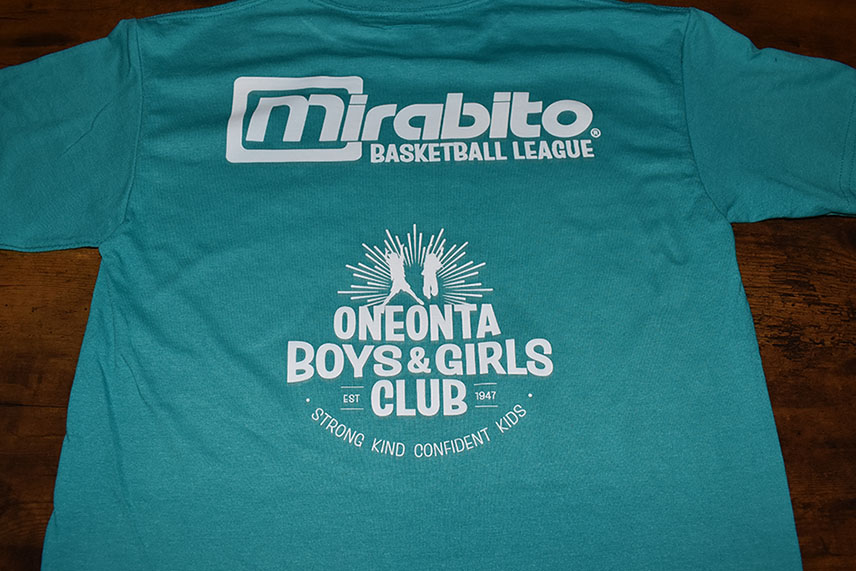 mirabito®
BASKETBALL LEAGUE
ONEONTA
BOYS & GIRLS
EST CLUB 1947
• STRONG KIND CONFIDENT KIDS •